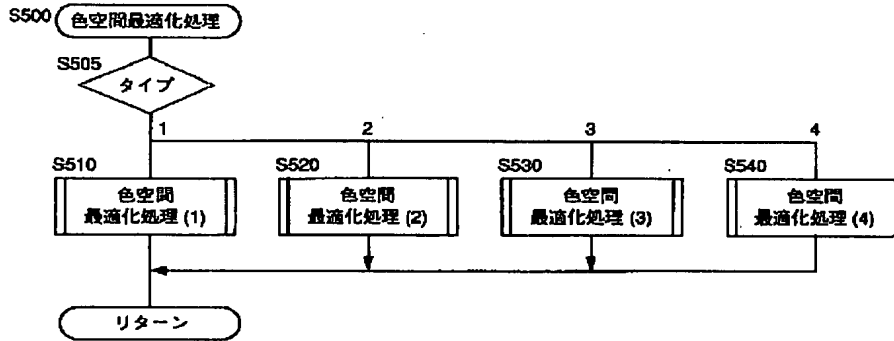 S500
色空間最適化処理
S505
タイプ
1
2
3
4
S510
S520
S530
S540
色空間
最適化処理 (1)
色空間
最適化処理 (2)
色空間
最適化処理 (3)
色空間
最適化処理 (4)
リターン